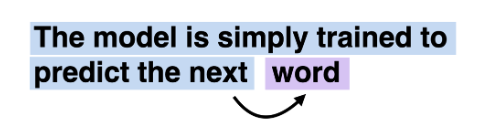 The model is simply trained to
predict the next word